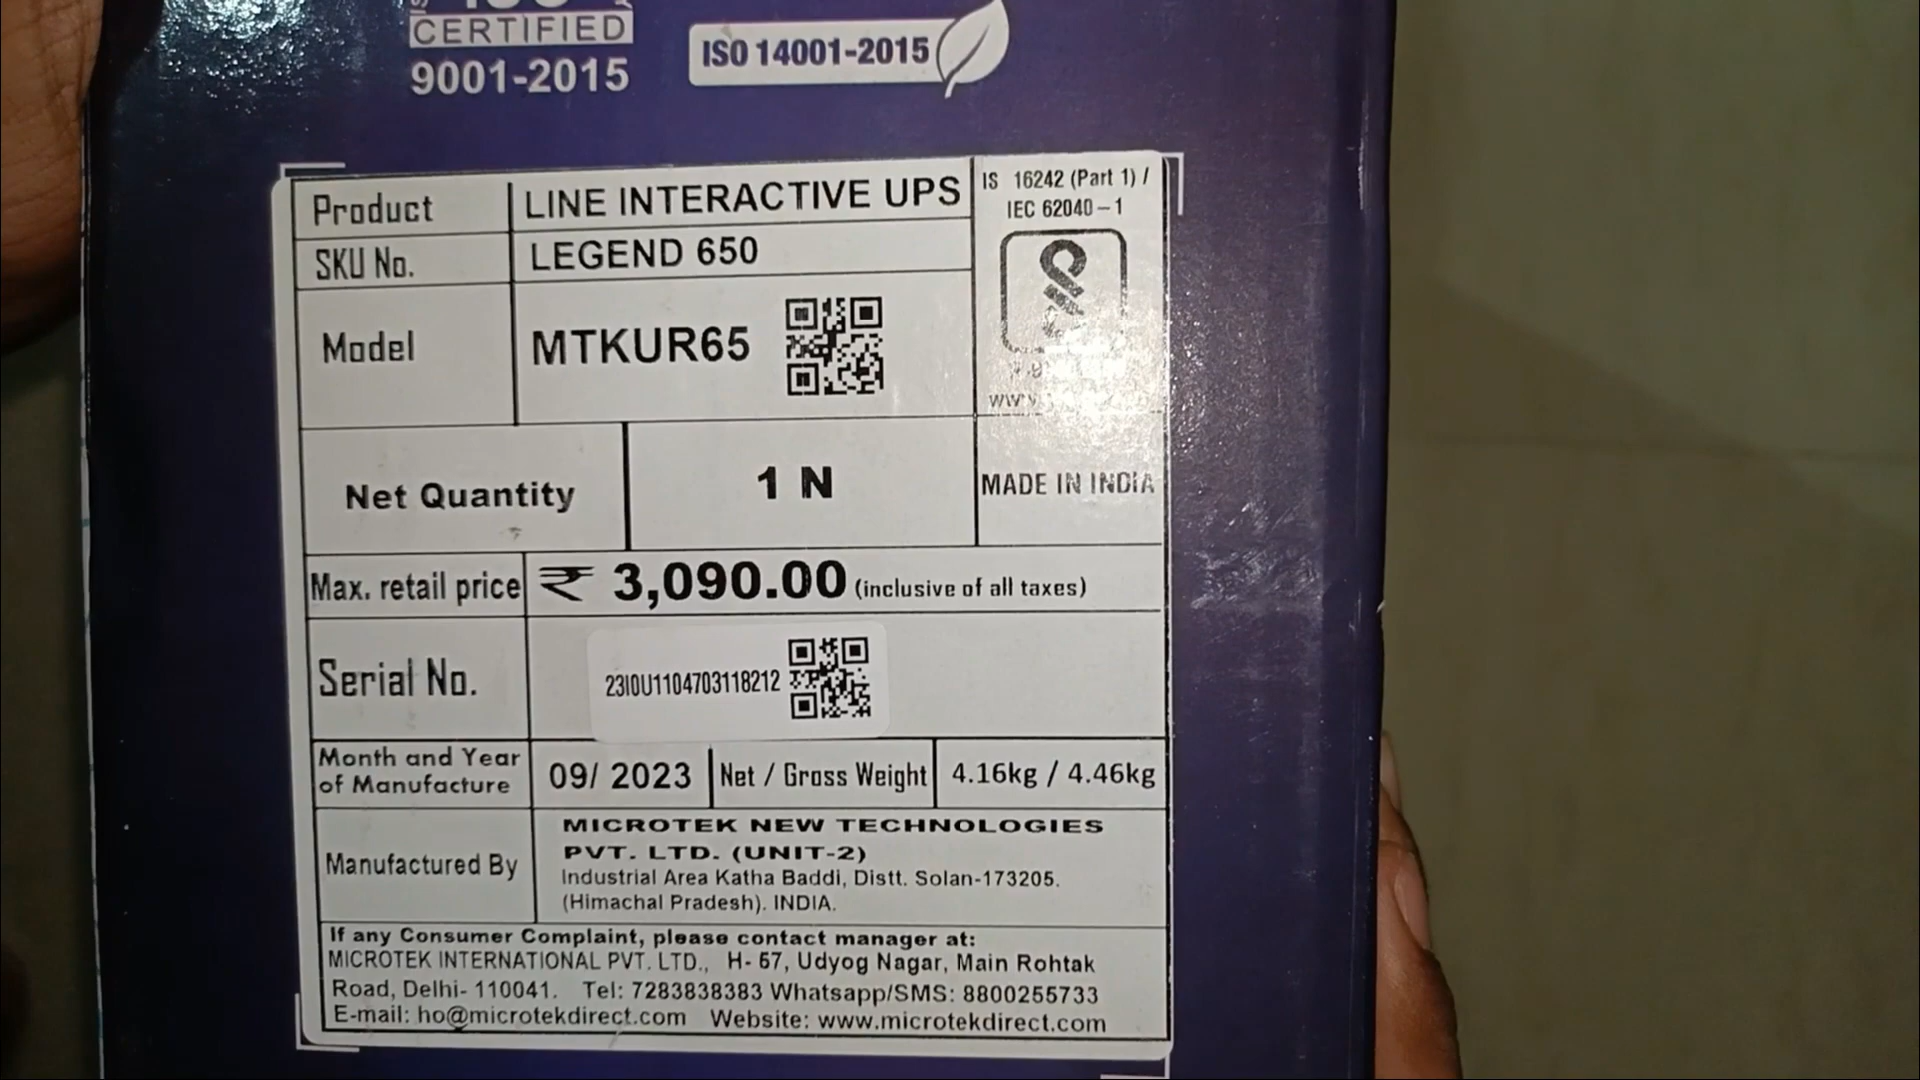 CERTIFIED
9001-2015
ISO 14001-2015
Product LINE INTERACTIVE UPS
IS 16242 (Part 1) /
IEC 62040-1
SKU No. LEGEND 650
Model MTKUR65
Net Quantity 1 N
MADE IN INDIA
Max. retail price ₹ 3,090.00 (inclusive of all taxes)
Serial No. 23I0U1104703118212
Month and Year
of Manufacture
09/ 2023 Net / Gross Weight 4.16kg / 4.46kg
Manufactured By
MICROTEK NEW TECHNOLOGIES
PVT. LTD. (UNIT-2)
Industrial Area Katha Baddi, Distt. Solan-173205.
(Himachal Pradesh). INDIA.
If any Consumer Complaint, please contact manager at:
MICROTEK INTERNATIONAL PVT. LTD., H- 57, Udyog Nagar, Main Rohtak
Road, Delhi- 110041. Tel: 7283838383 Whatsapp/SMS: 8800255733
E-mail: ho@microtekdirect.com Website: www.microtekdirect.com